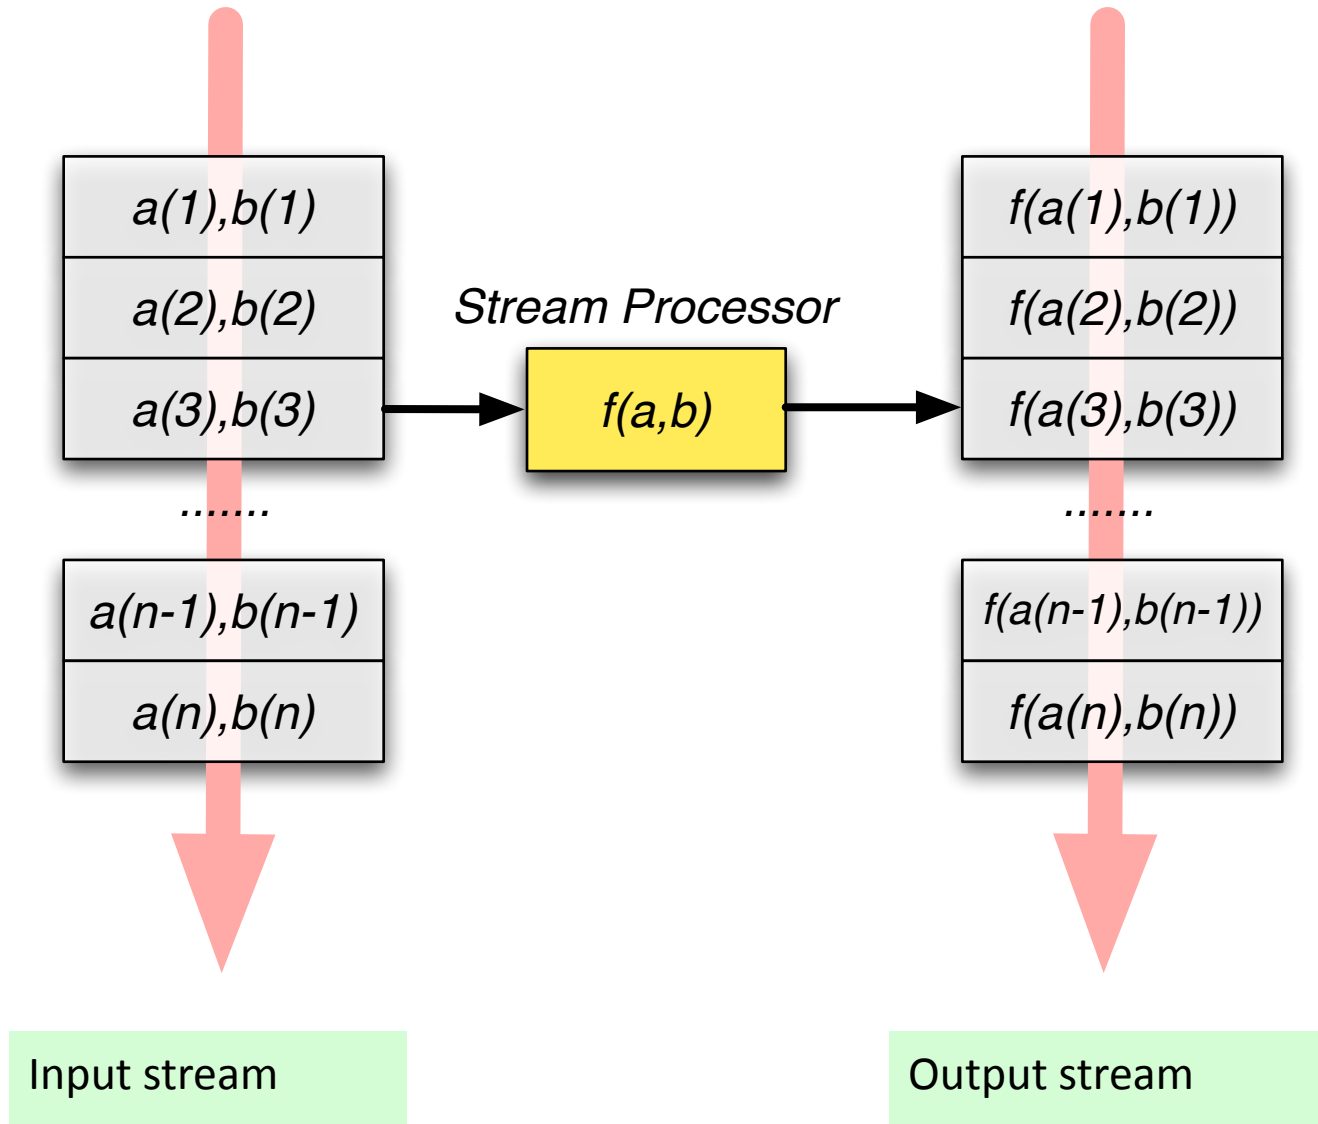 a(1),b(1)
a(2),b(2)
a(3),b(3)
.......
a(n-1),b(n-1)
a(n),b(n)
Input stream
Stream Processor
f(a,b)
f(a(1),b(1))
f(a(2),b(2))
f(a(3),b(3))
.......
f(a(n-1),b(n-1))
f(a(n),b(n))
Output stream